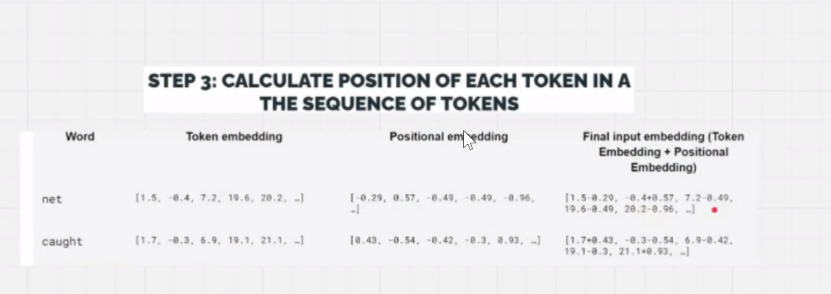 STEP 3: CALCULATE POSITION OF EACH TOKEN IN A
THE SEQUENCE OF TOKENS
Word Token embedding Positional embedding Final input embedding (Token
Embedding + Positional
Embedding)
net [1.5, -0.4, 7.2, 19.6, 20.2, …] [-0.29, 0.57, -0.49, -0.49, -0.96, [1.5-0.29, -0.4+0.57, 7.2-0.49,
…] 19.6-0.49, 20.2-0.96, …]
caught [1.7, -0.3, 6.9, 19.1, 21.1, …] [0.43, -0.54, -0.42, -0.3, 0.93, …] [1.7+0.43, -0.3-0.54, 6.9-0.42,
19.1-0.3, 21.1+0.93, …]